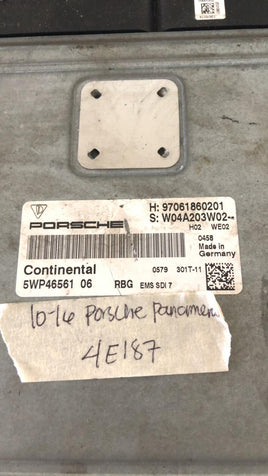 H: 97061860201
PORSCHE
S: W04A203W02--
H02 WE02
0458
Made in
Germany
Continental
0579 301T-11
5WP46561 06 RBG EMS SDI 7
10-16 Porsche Panamera
4E187